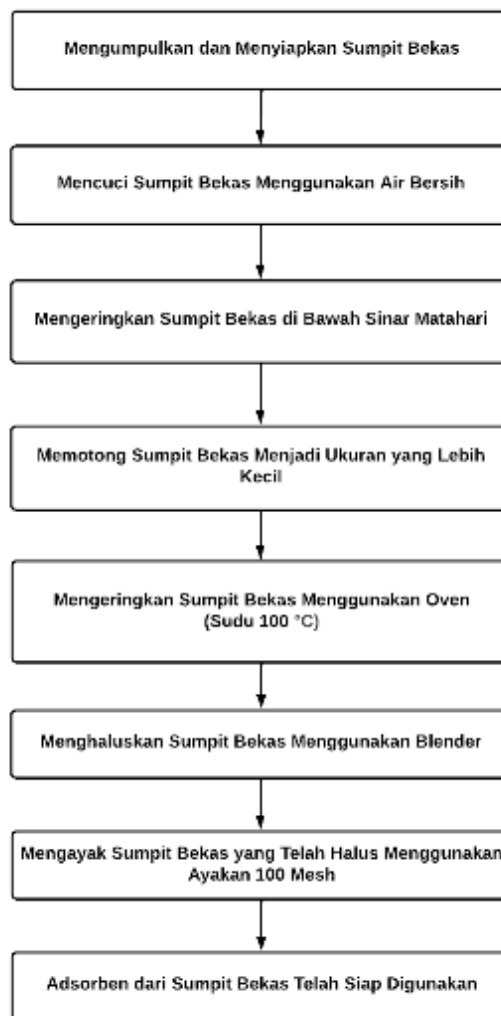 Mengumpulkan dan Menyiapkan Sumpit Bekas
Mencuci Sumpit Bekas Menggunakan Air Bersih
Mengeringkan Sumpit Bekas di Bawah Sinar Matahari
Memotong Sumpit Bekas Menjadi Ukuran yang Lebih
Kecil
Mengeringkan Sumpit Bekas Menggunakan Oven
(Sudu 100 °C)
Menghaluskan Sumpit Bekas Menggunakan Blender
Mengayak Sumpit Bekas yang Telah Halus Menggunakan
Ayakan 100 Mesh
Adsorben dari Sumpit Bekas Telah Siap Digunakan